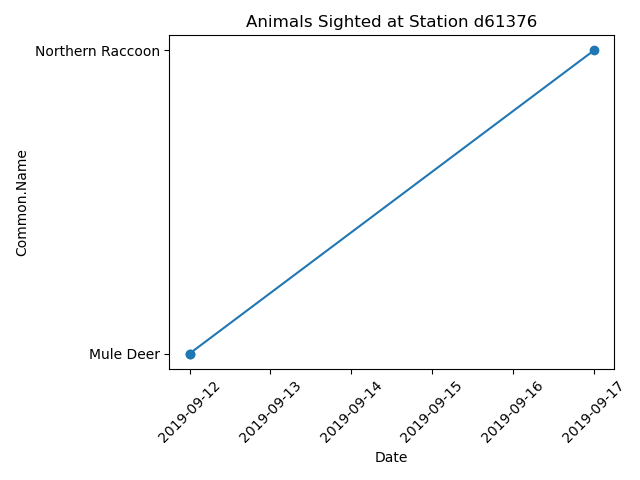 Animals Sighted at Station d61376
Northern Raccoon
Common.Name
Mule Deer
2019-09-12
2019-09-13
2019-09-14
2019-09-15
2019-09-16
2019-09-17
Date